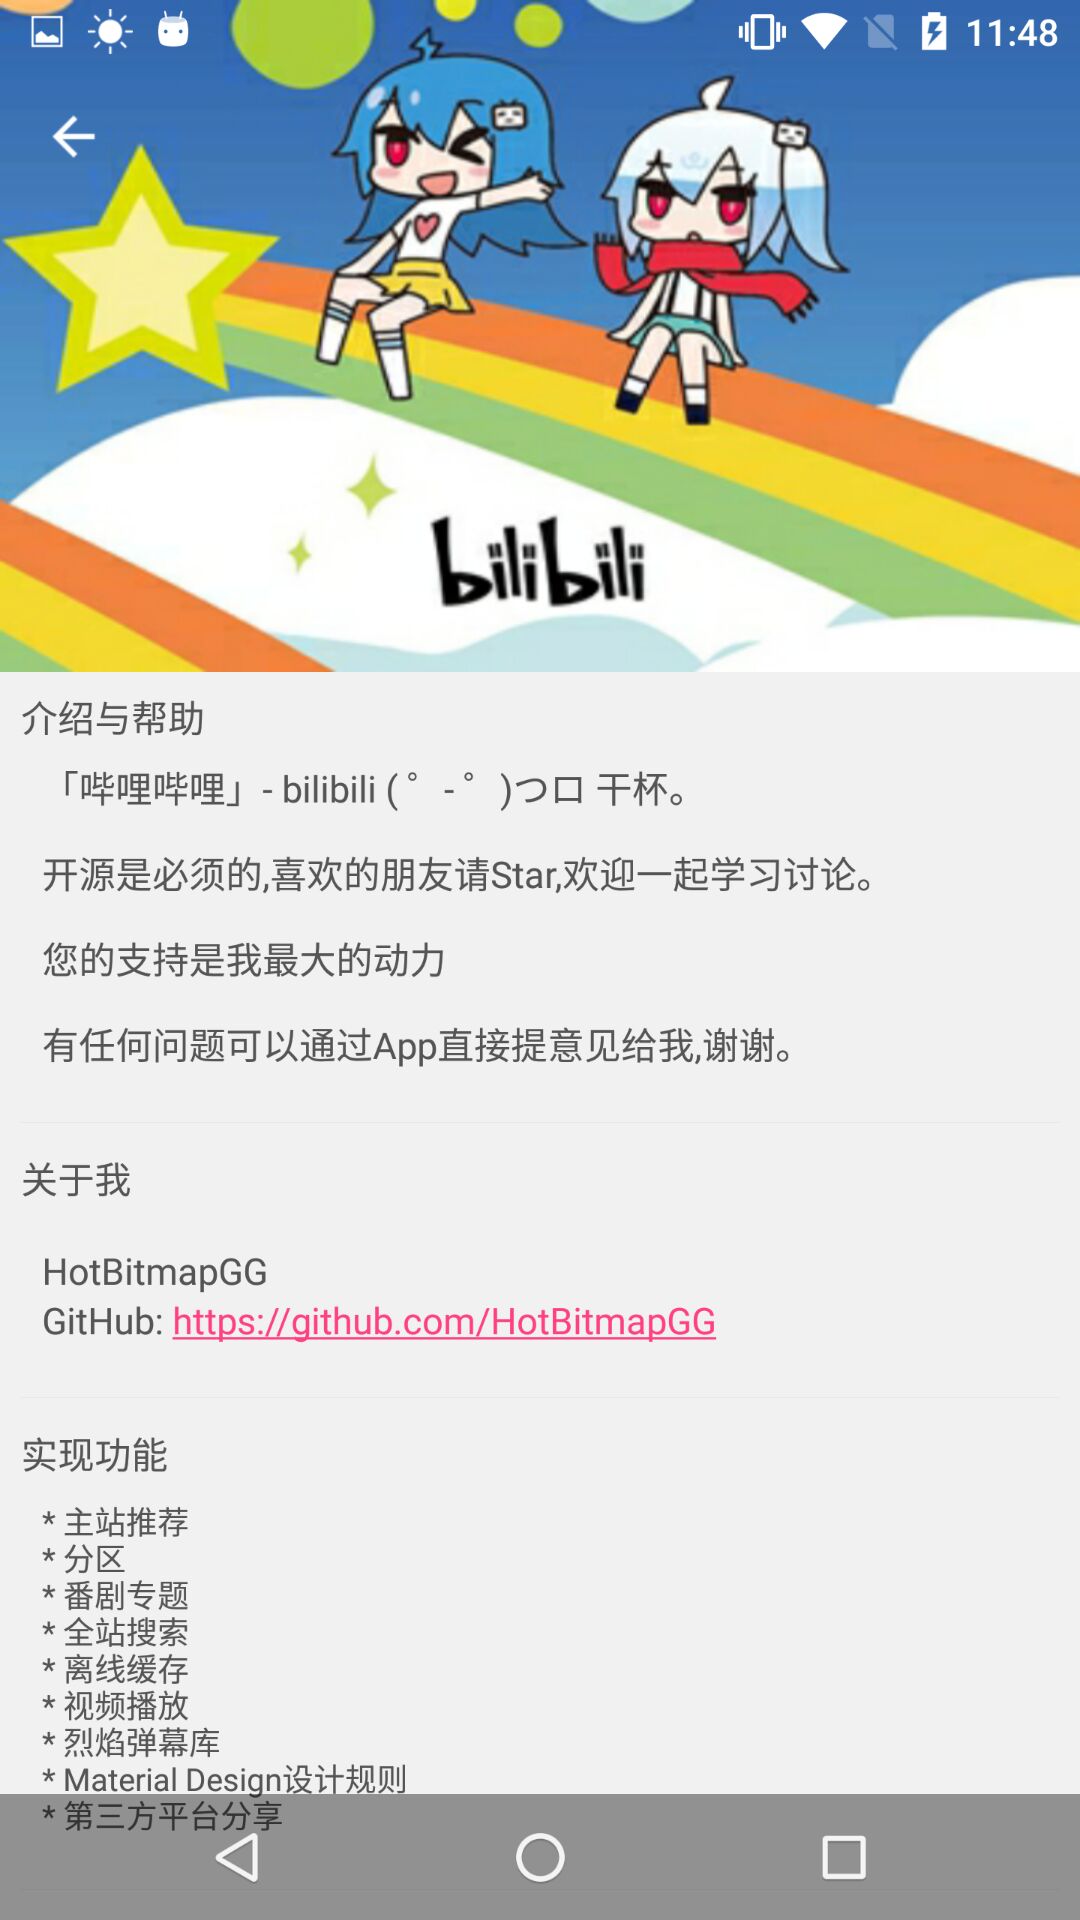 11:48
bilibili
介绍与帮助
「哔哩哔哩」- bilibili ( ゜- ゜)つロ 干杯。
开源是必须的,喜欢的朋友请Star,欢迎一起学习讨论。
您的支持是我最大的动力
有任何问题可以通过App直接提意见给我,谢谢。
关于我
HotBitmapGG
GitHub: https://github.com/HotBitmapGG
实现功能
* 主站推荐
* 分区
* 番剧专题
* 全站搜索
* 离线缓存
* 视频播放
* 烈焰弹幕库
* Material Design设计规则
* 第三方平台分享